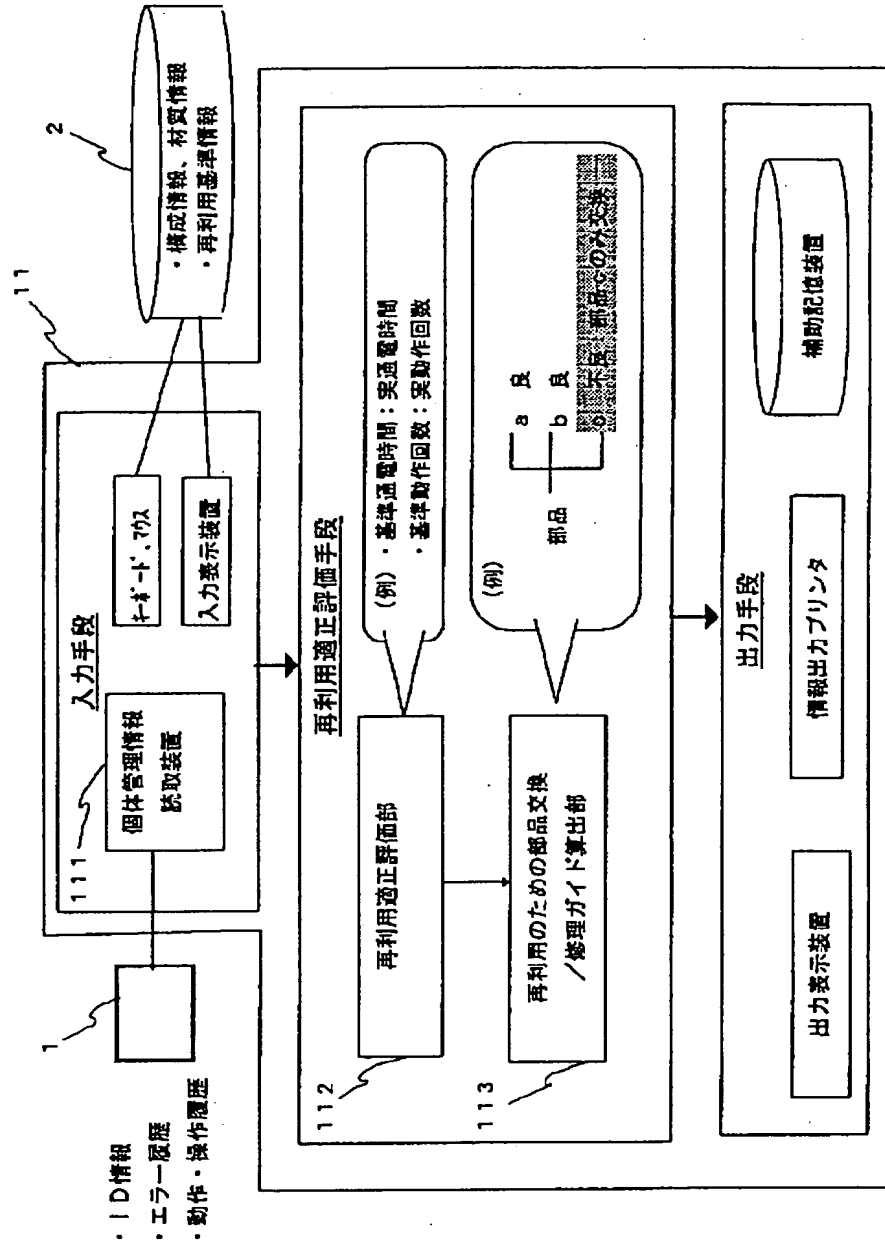 ・ID情報
・エラー履歴
・動作・操作履歴
1
11
2
・構成情報、材質情報
・再利用基準情報
入力手段
111
個体管理情報
読取装置
キーボード、マウス
入力表示装置
再利用適正評価手段
112
再利用適正評価部
(例)・基準通電時間:実通電時間
・基準動作回数:実動作回数
113
再利用のための部品交換
/修理ガイド算出部
(例)
部品
a 良
b 良
c 不良 部品cのみ交換
出力手段
出力表示装置
情報出力プリンタ
補助記憶装置